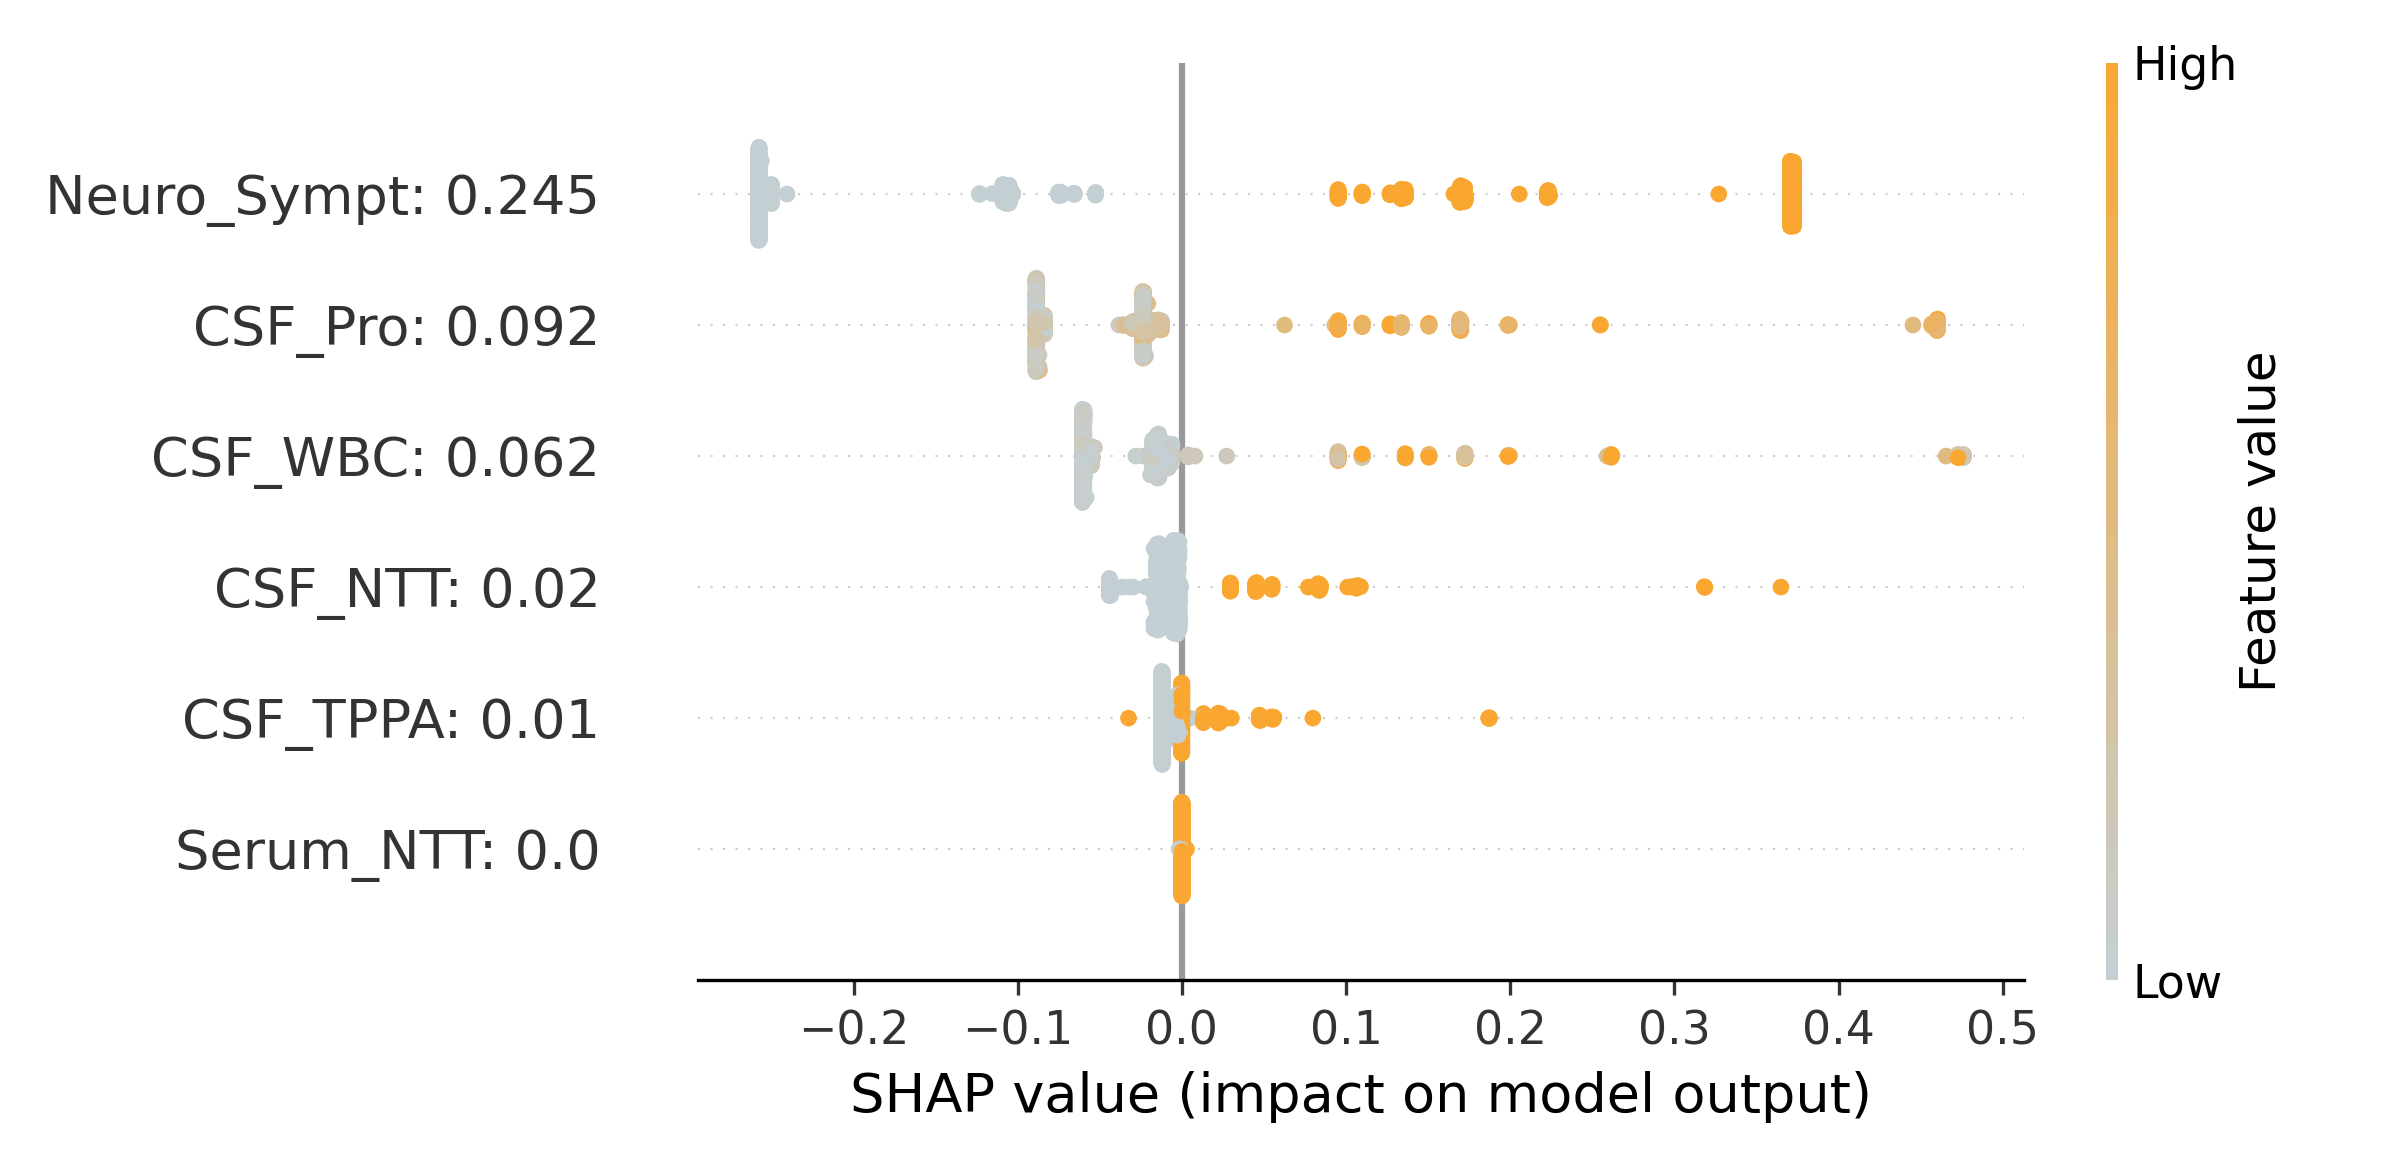 High
Neuro_Sympt: 0.245
CSF_Pro: 0.092
CSF_WBC: 0.062
CSF_NTT: 0.02
CSF_TPPA: 0.01
Serum_NTT: 0.0
Feature value
Low
−0.2 −0.1 0.0 0.1 0.2 0.3 0.4 0.5
SHAP value (impact on model output)